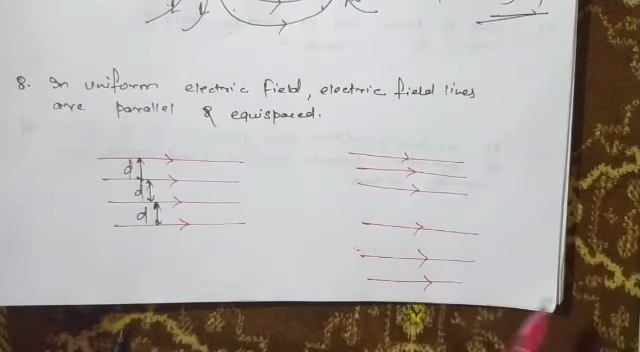 8. In uniform electric field, electric field lines
are parallel & equispaced.
d
d
d